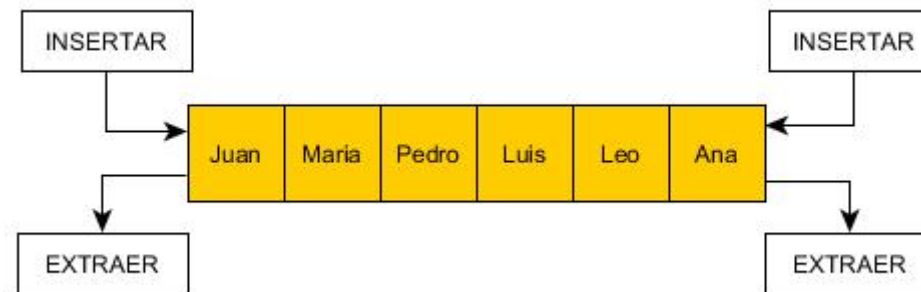 INSERTAR
INSERTAR
Juan Maria Pedro Luis Leo Ana
EXTRAER
EXTRAER